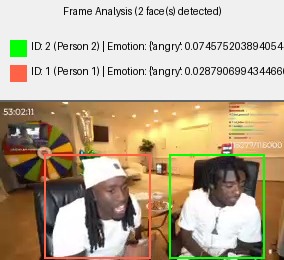 Frame Analysis (2 face(s) detected)
ID: 2 (Person 2) | Emotion: {'angry': 0.074575203894054
ID: 1 (Person 1) | Emotion: {'angry': 0.028790699434466
53:02:11